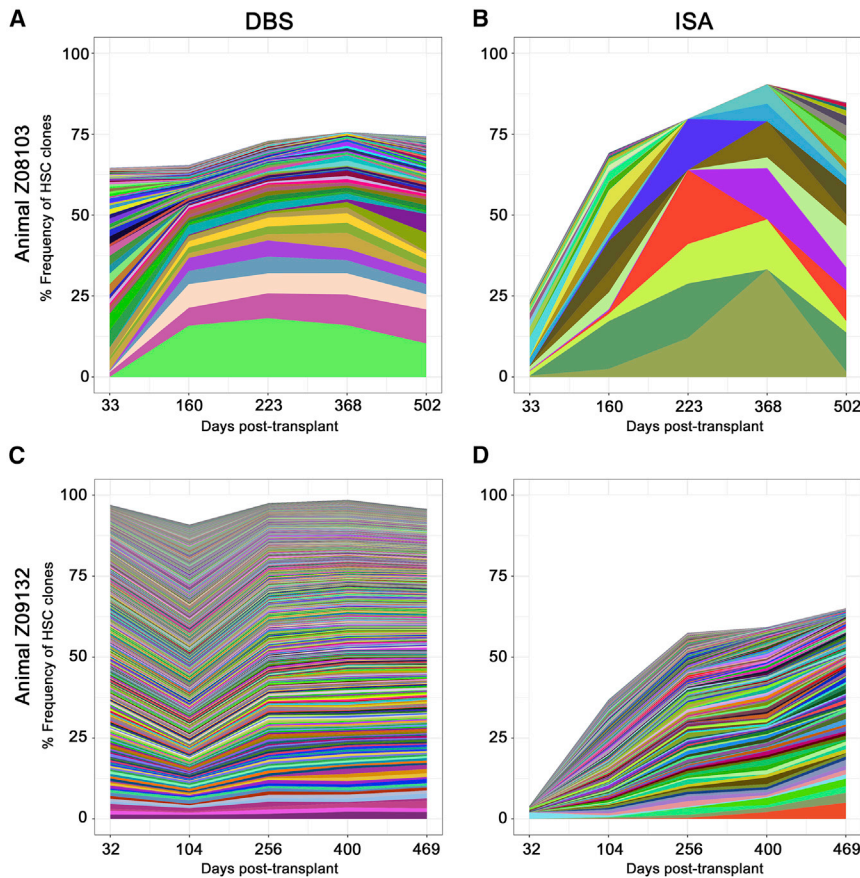 A DBS B ISA
Animal Z08103
% Frequency of HSC clones
100
75
50
25
0
33 160 223 368 502
Days post-transplant
100
75
50
25
0
33 160 223 368 502
Days post-transplant
C D
Animal Z09132
% Frequency of HSC clones
100
75
50
25
0
32 104 256 400 469
Days post-transplant
100
75
50
25
0
32 104 256 400 469
Days post-transplant